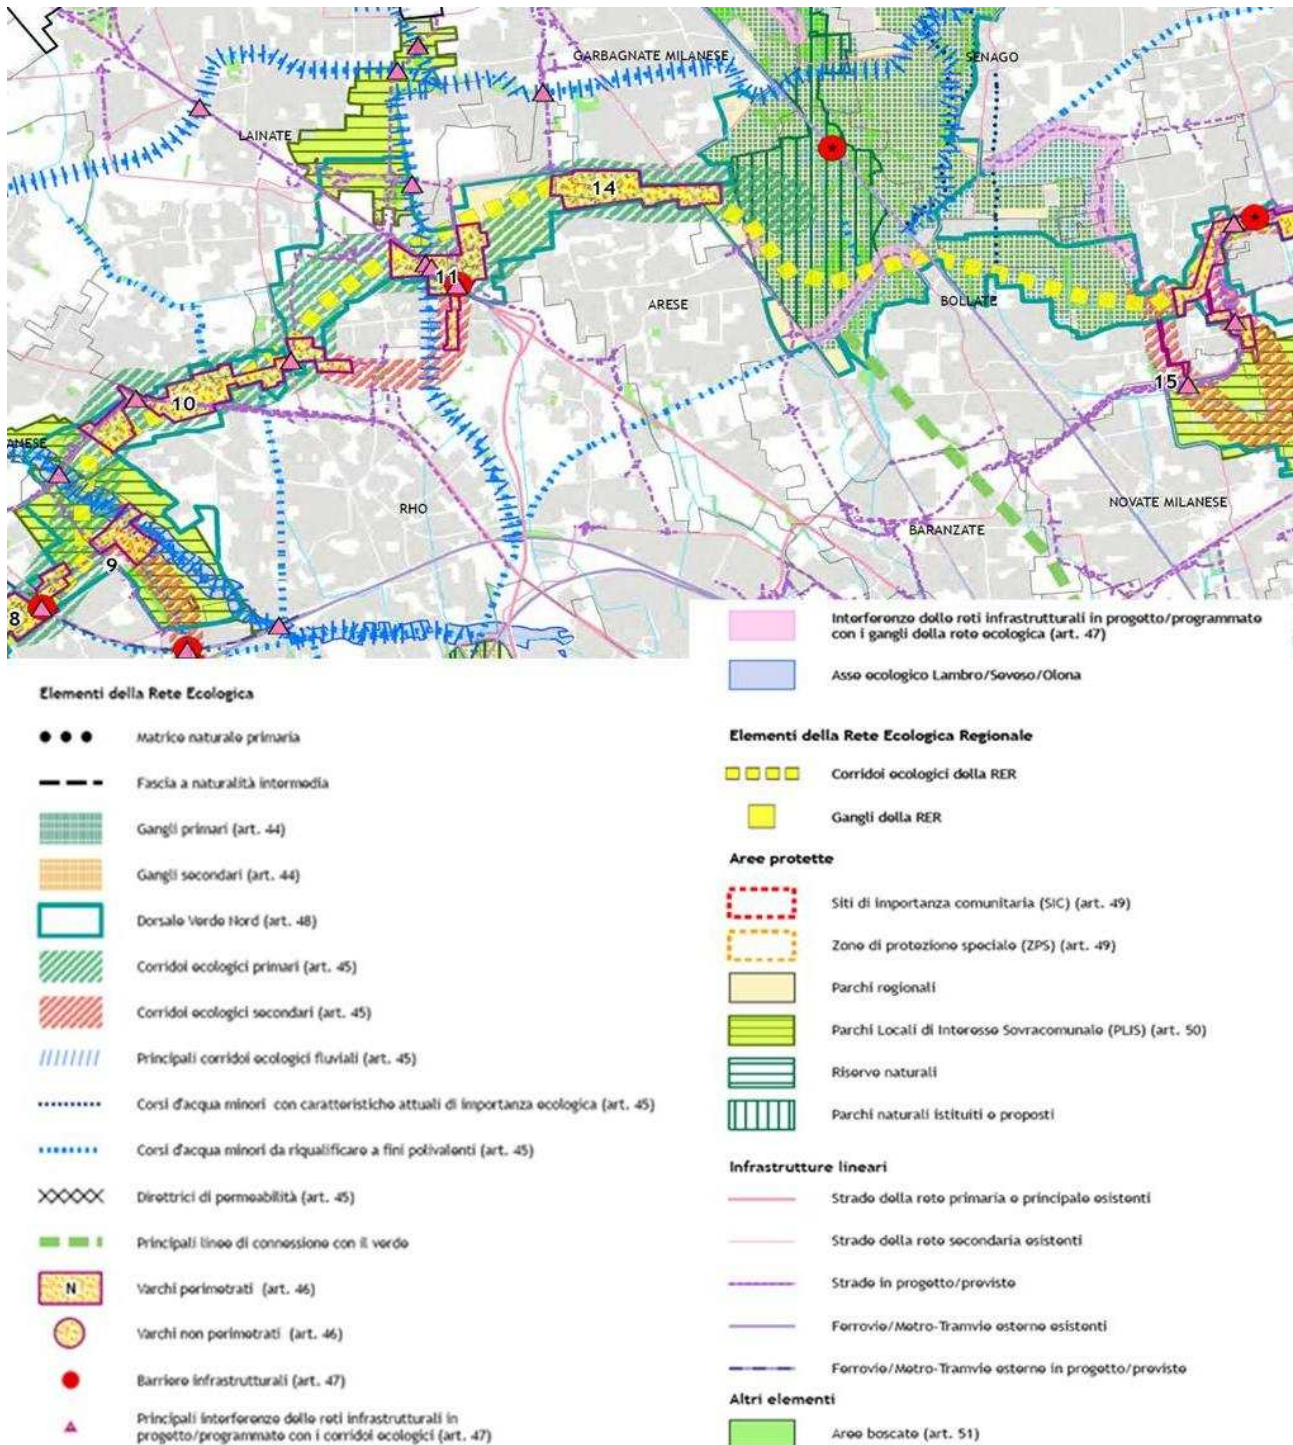 GARBAGNATE MILANESE
SENAGO
LAINATE
14
11
ARESE
BOLLATE
10
15
ANESE
RHO
NOVATE MILANESE
BARANZATE
9
8
Interferenze delle reti infrastrutturali in progetto/programmate
con i gangli della rete ecologica (art. 47)
Asse ecologico Lambro/Seveso/Olona
Elementi della Rete Ecologica
Matrice naturale primaria
Fascia a naturalità intermedia
Gangli primari (art. 44)
Gangli secondari (art. 44)
Dorsale Verde Nord (art. 48)
Corridoi ecologici primari (art. 45)
Corridoi ecologici secondari (art. 45)
Principali corridoi ecologici fluviali (art. 45)
Corsi d'acqua minori con caratteristiche attuali di importanza ecologica (art. 45)
Corsi d'acqua minori da riqualificare a fini polivalenti (art. 45)
Direttrici di permeabilità (art. 45)
Principali linee di connessione con il verde
N
Varchi perimetrati (art. 46)
Varchi non perimetrati (art. 46)
Barriere infrastrutturali (art. 47)
Principali interferenze delle reti infrastrutturali in
progetto/programmate con i corridoi ecologici (art. 47)
Elementi della Rete Ecologica Regionale
Corridoi ecologici della RER
Gangli della RER
Aree protette
Siti di importanza comunitaria (SIC) (art. 49)
Zone di protezione speciale (ZPS) (art. 49)
Parchi regionali
Parchi Locali di Interesse Sovracomunale (PLIS) (art. 50)
Riserve naturali
Parchi naturali istituiti e proposti
Infrastrutture lineari
Strade della rete primaria e principale esistenti
Strade della rete secondaria esistenti
Strade in progetto/previste
Ferrovie/Metro-Tramvie esterne esistenti
Ferrovie/Metro-Tramvie esterne in progetto/previste
Altri elementi
Aree boscate (art. 51)